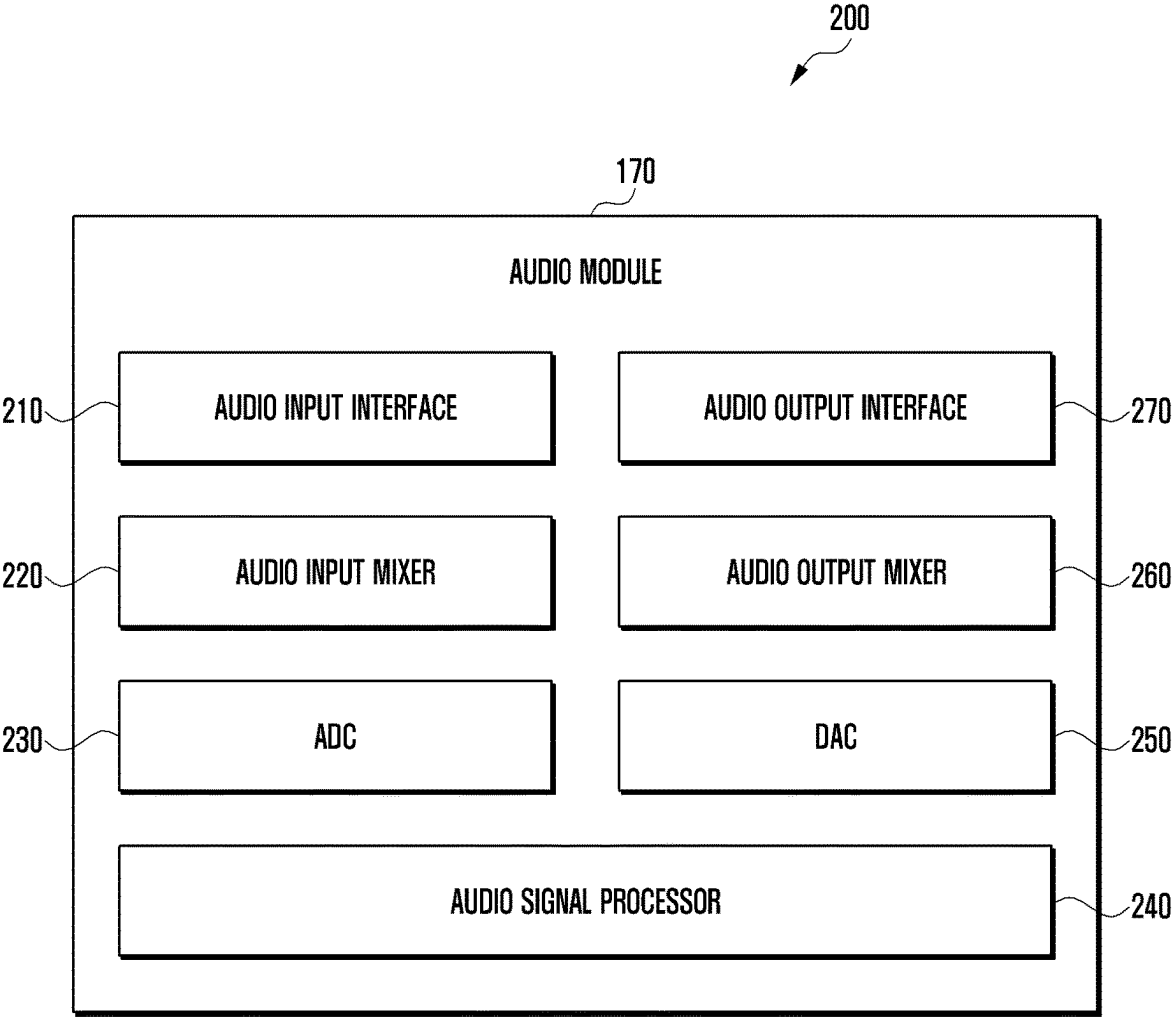 200
170
AUDIO MODULE
210 AUDIO INPUT INTERFACE AUDIO OUTPUT INTERFACE 270
220 AUDIO INPUT MIXER AUDIO OUTPUT MIXER 260
230 ADC DAC 250
AUDIO SIGNAL PROCESSOR 240